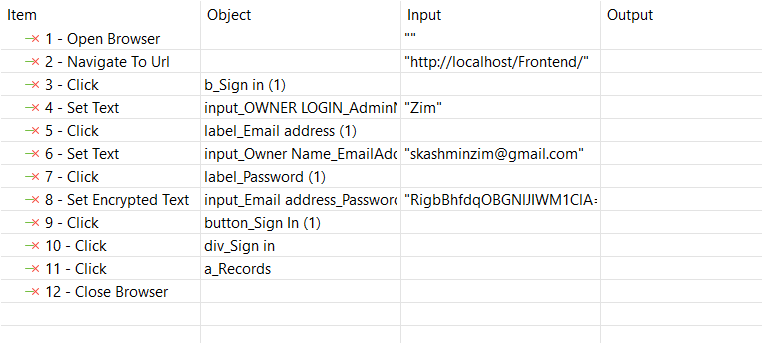 Item Object Input Output
1 - Open Browser ""
2 - Navigate To Url "http://localhost/Frontend/"
3 - Click b_Sign in (1)
4 - Set Text input_OWNER LOGIN_Admin "Zim"
5 - Click label_Email address (1)
6 - Set Text input_Owner Name_EmailAdd "skashminzim@gmail.com"
7 - Click label_Password (1)
8 - Set Encrypted Text input_Email address_Password
9 - Click button_Sign In (1)
10 - Click div_Sign in
11 - Click a_Records
12 - Close Browser